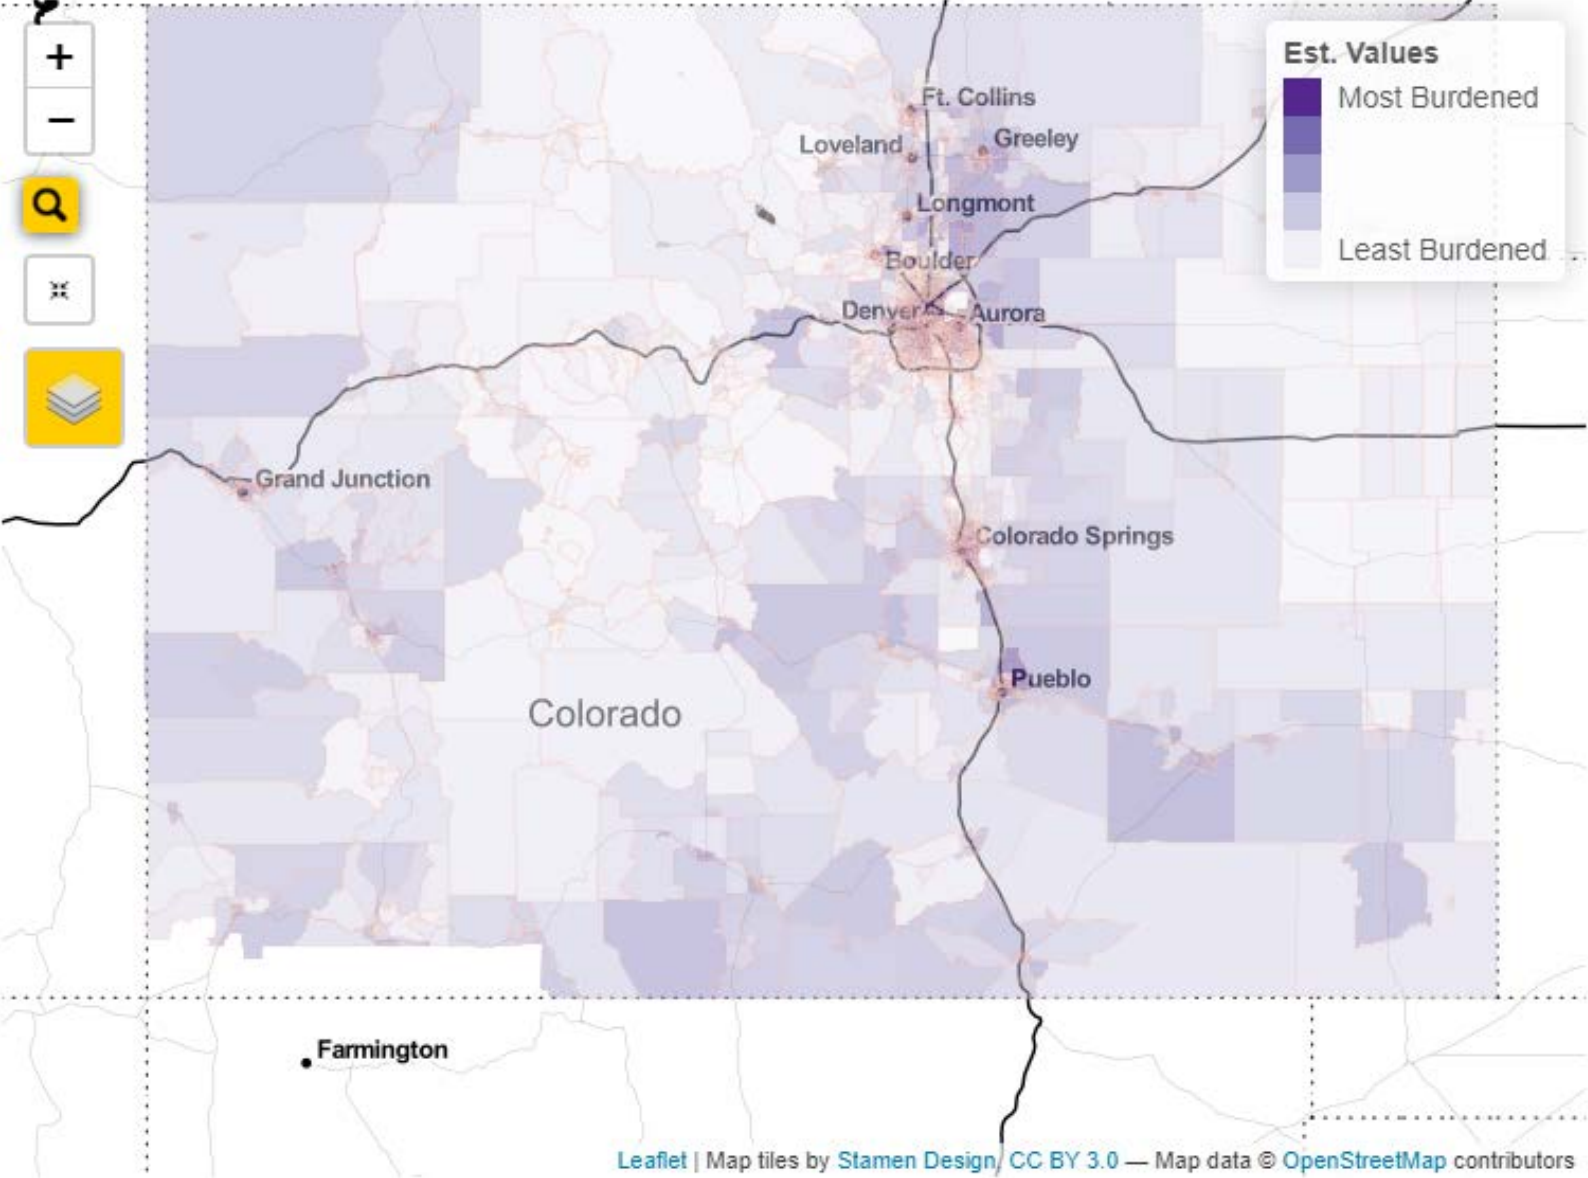 +
−
Est. Values
Most Burdened
Least Burdened
Ft. Collins
Greeley
Loveland
Longmont
Boulder
Denver
Aurora
Grand Junction
Colorado Springs
Pueblo
Colorado
Farmington
Leaflet | Map tiles by Stamen Design, CC BY 3.0 — Map data © OpenStreetMap contributors